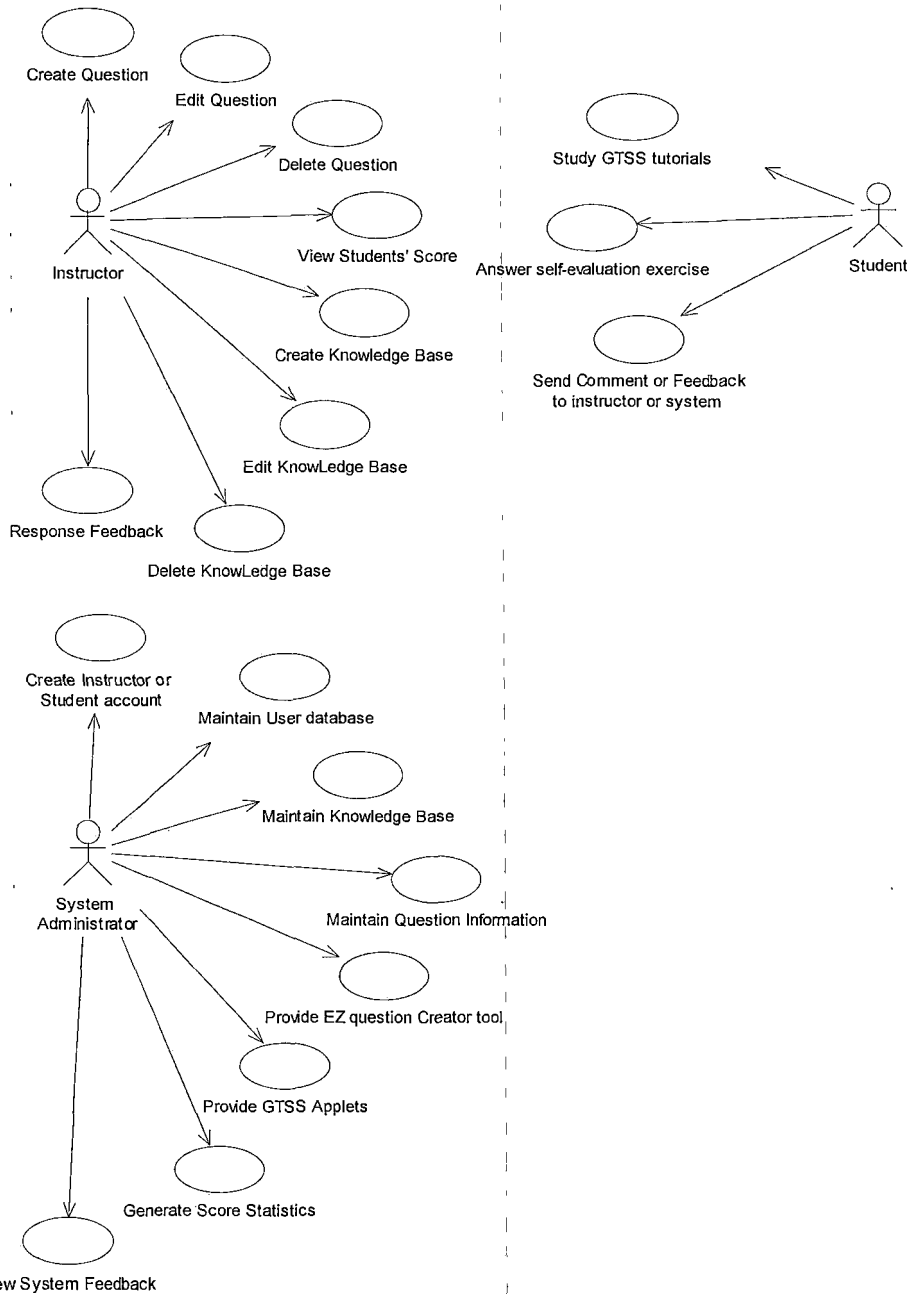 Create Question
Edit Question
Delete Question
View Students' Score
Instructor
Create Knowledge Base
Edit KnowLedge Base
Response Feedback
Delete KnowLedge Base
Study GTSS tutorials
Answer self-evaluation exercise
Student
Send Comment or Feedback
to instructor or system
Create Instructor or
Student account
Maintain User database
Maintain Knowledge Base
System
Administrator
Maintain Question Information
Provide EZ question Creator tool
Provide GTSS Applets
Generate Score Statistics
System Feedback